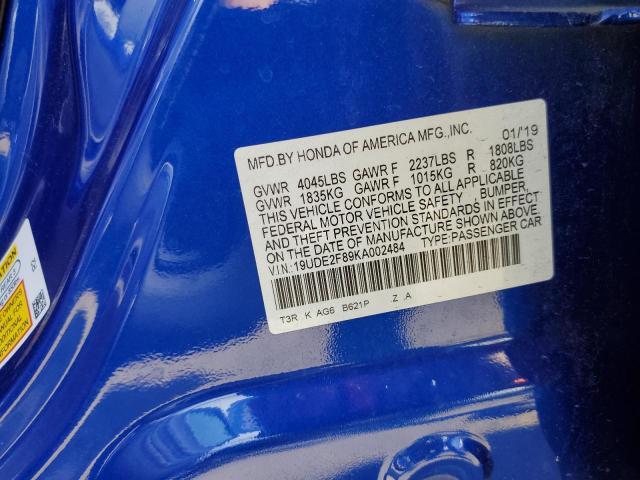 MFD BY HONDA OF AMERICA MFG.,INC. 01/'19
GVWR 4045LBS GAWR F 2237LBS R 1808LBS
GVWR 1835KG GAWR F 1015KG R 820KG
THIS VEHICLE CONFORMS TO ALL APPLICABLE
FEDERAL MOTOR VEHICLE SAFETY BUMPER,
AND THEFT PREVENTION STANDARDS IN EFFECT
ON THE DATE OF MANUFACTURE SHOWN ABOVE.
V.I.N.:19UDE2F89KA002484 TYPE:PASSENGER CAR
T3R K AG6 B621P Z A